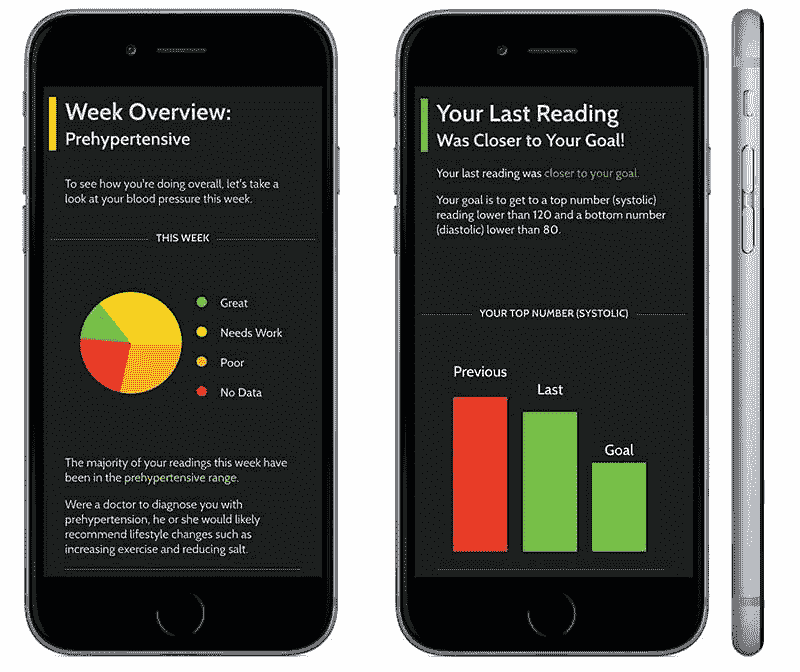 Week Overview:
Prehypertensive
To see how you're doing overall, let's take a
look at your blood pressure this week.
THIS WEEK
Great
Needs Work
Poor
No Data
The majority of your readings this week have
been in the prehypertensive range.
Were a doctor to diagnose you with
prehypertension, he or she would likely
recommend lifestyle changes such as
increasing exercise and reducing salt.
Your Last Reading
Was Closer to Your Goal!
Your last reading was closer to your goal.
Your goal is to get to a top number (systolic)
reading lower than 120 and a bottom number
(diastolic) lower than 80.
YOUR TOP NUMBER (SYSTOLIC)
Previous
Last
Goal